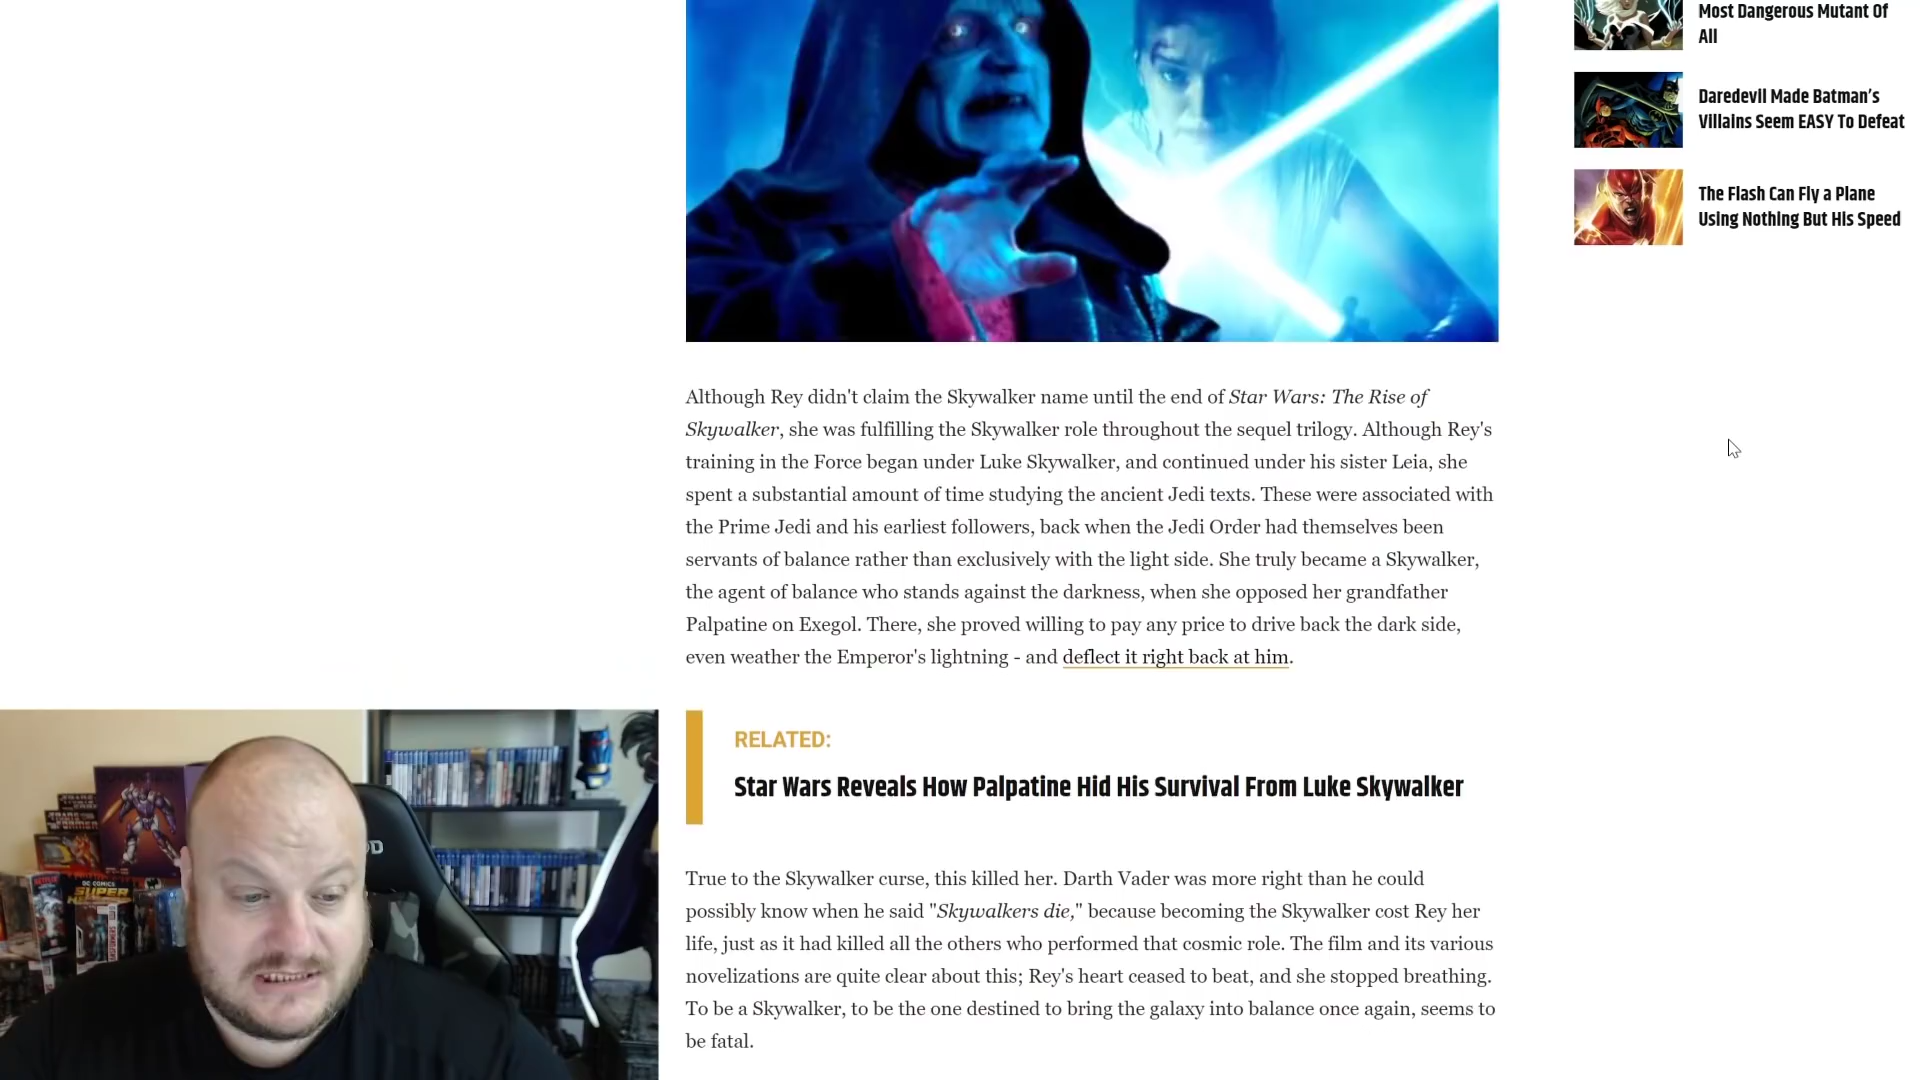 Most Dangerous Mutant Of
All
Daredevil Made Batman's
Villains Seem EASY To Defeat
The Flash Can Fly a Plane
Using Nothing But His Speed
Although Rey didn't claim the Skywalker name until the end of Star Wars: The Rise of
Skywalker, she was fulfilling the Skywalker role throughout the sequel trilogy. Although Rey's
training in the Force began under Luke Skywalker, and continued under his sister Leia, she
spent a substantial amount of time studying the ancient Jedi texts. These were associated with
the Prime Jedi and his earliest followers, back when the Jedi Order had themselves been
servants of balance rather than exclusively with the light side. She truly became a Skywalker,
the agent of balance who stands against the darkness, when she opposed her grandfather
Palpatine on Exegol. There, she proved willing to pay any price to drive back the dark side,
even weather the Emperor's lightning - and deflect it right back at him.
RELATED:
Star Wars Reveals How Palpatine Hid His Survival From Luke Skywalker
True to the Skywalker curse, this killed her. Darth Vader was more right than he could
possibly know when he said "Skywalkers die," because becoming the Skywalker cost Rey her
life, just as it had killed all the others who performed that cosmic role. The film and its various
novelizations are quite clear about this; Rey's heart ceased to beat, and she stopped breathing.
To be a Skywalker, to be the one destined to bring the galaxy into balance once again, seems to
be fatal.
DC COMICS
SUPER